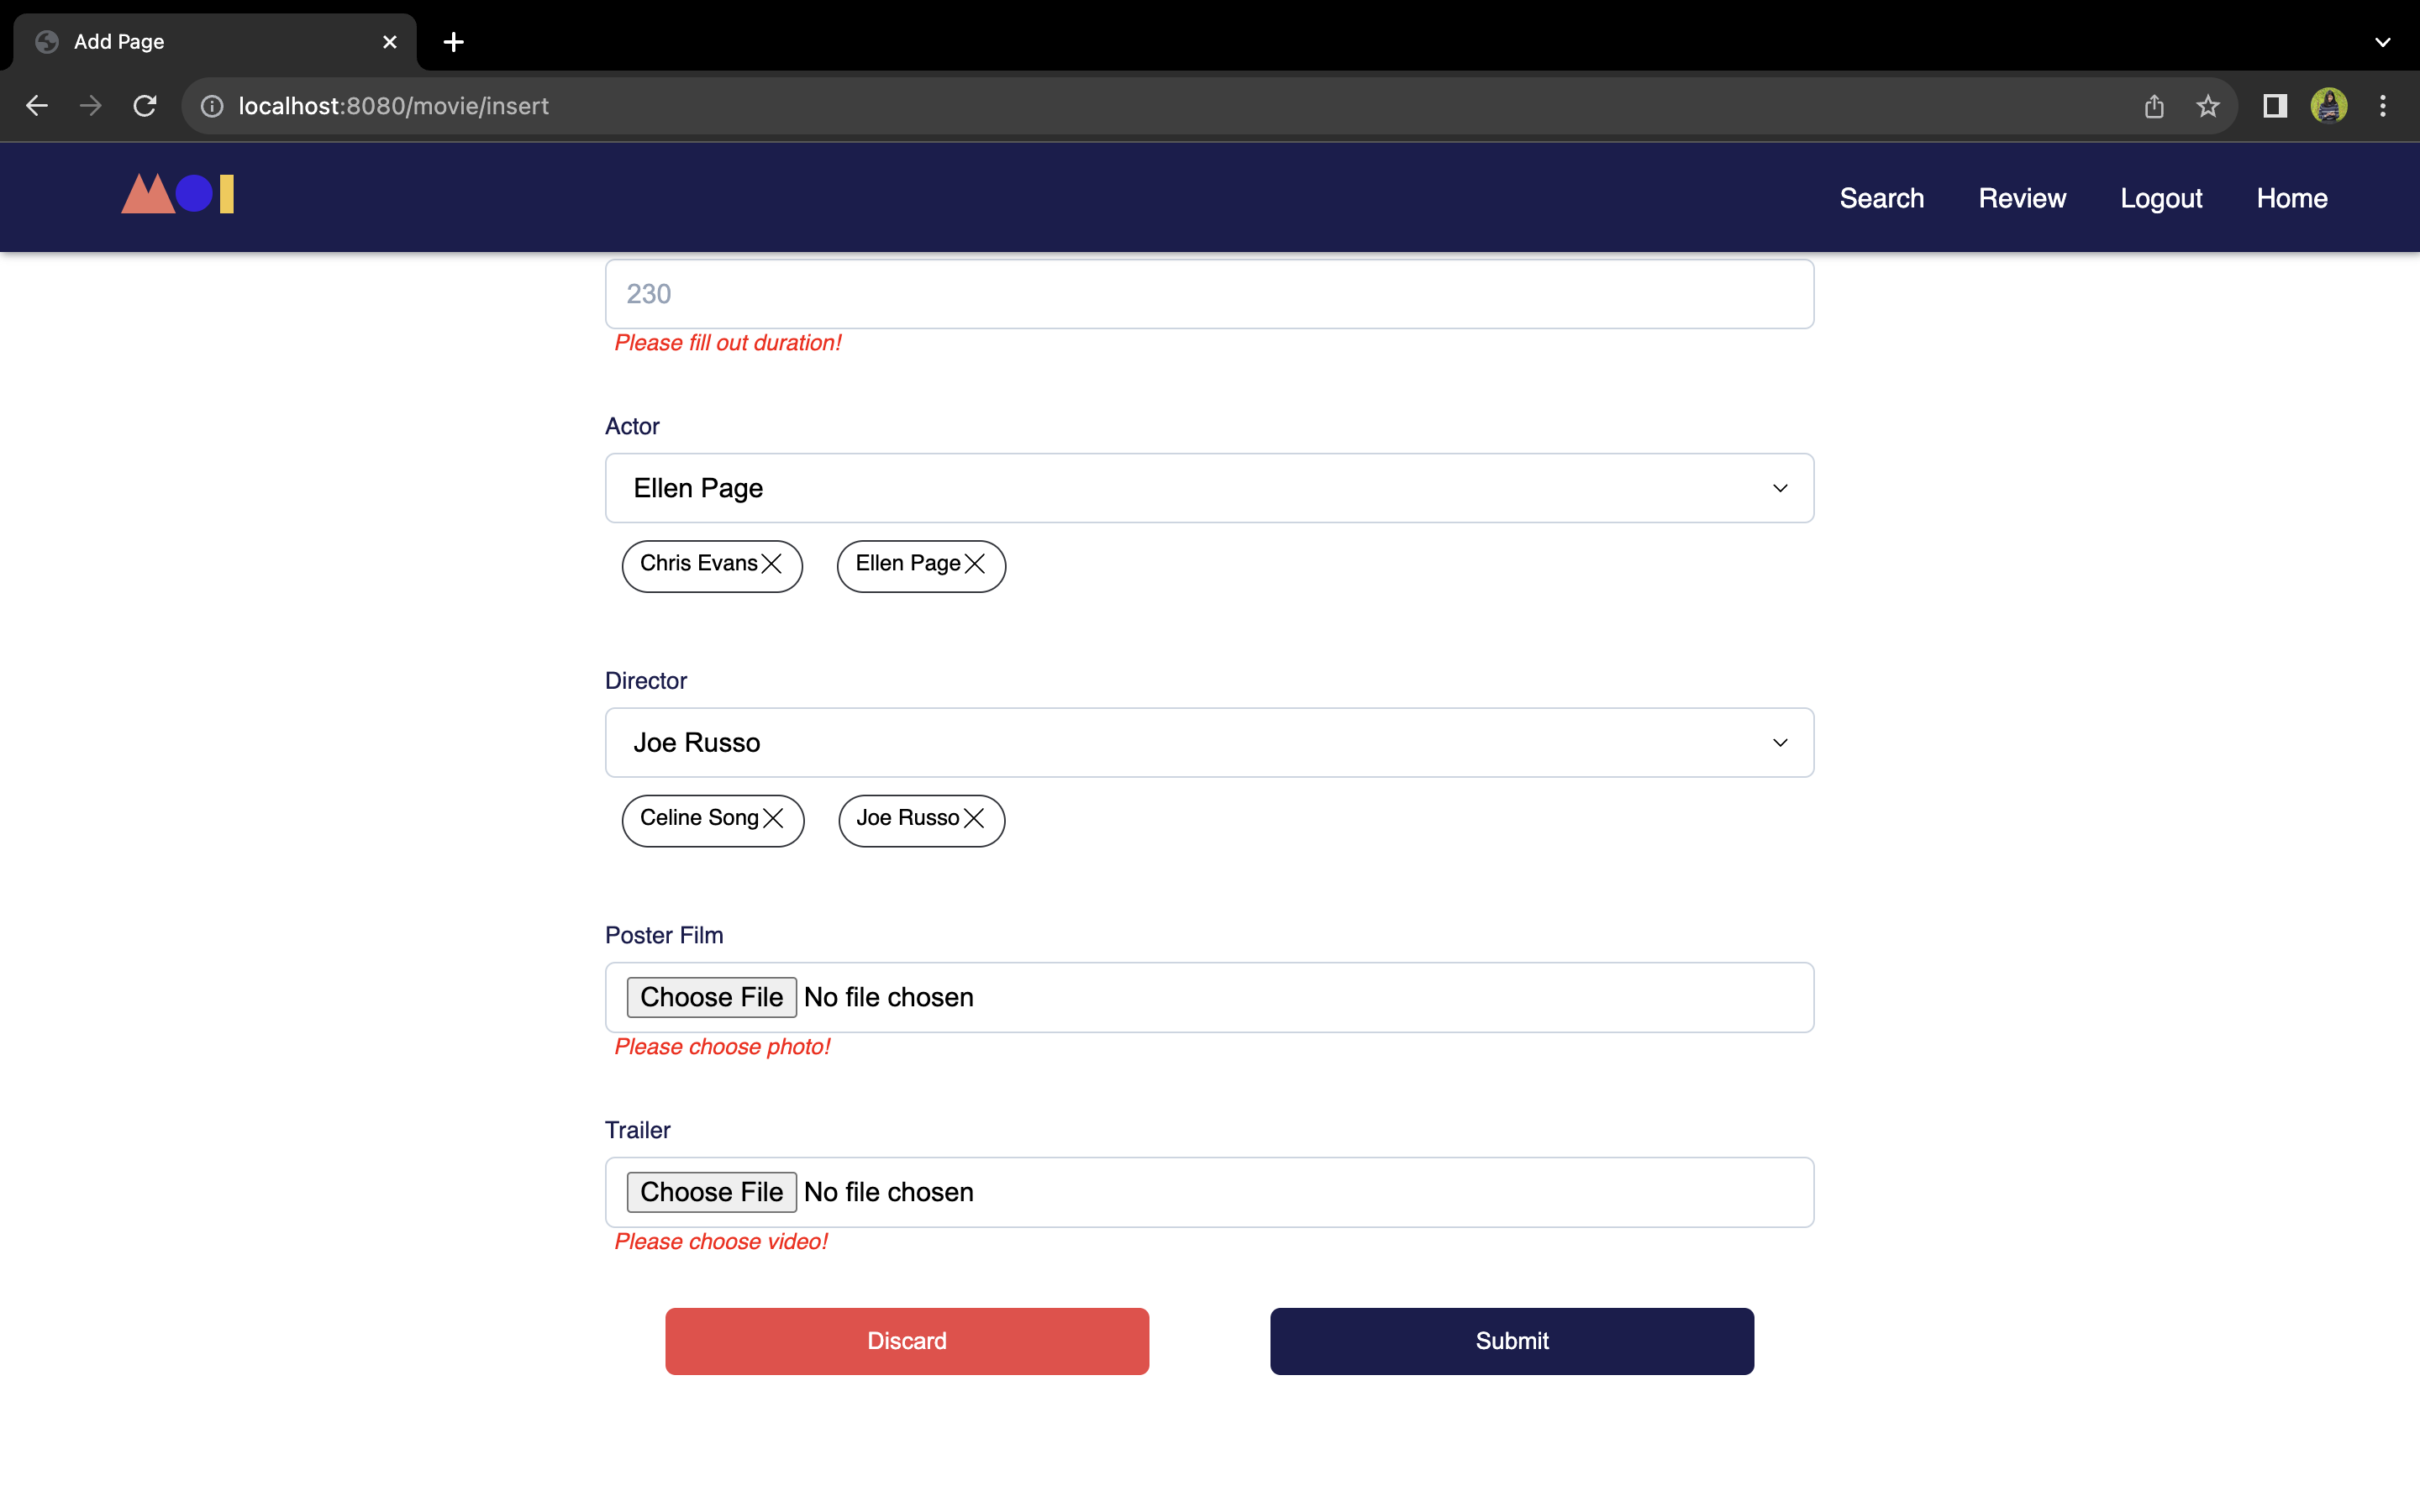 Add Page
localhost:8080/movie/insert
MOI
Search Review Logout Home
230
Please fill out duration!
Actor
Ellen Page
Chris Evans Ellen Page
Director
Joe Russo
Celine Song Joe Russo
Poster Film
Choose File No file chosen
Please choose photo!
Trailer
Choose File No file chosen
Please choose video!
Discard Submit